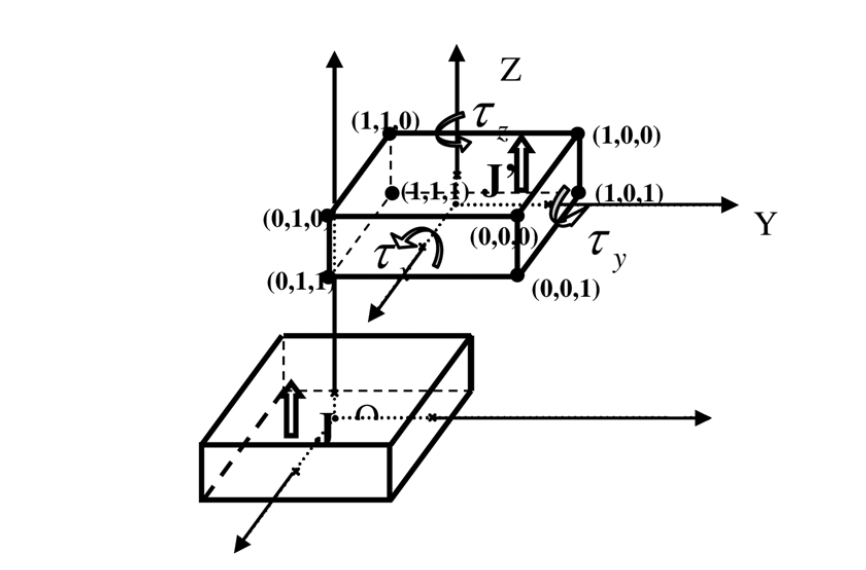 Z
τz
(1,1,0)
(1,0,0)
J'
(1,1,1)
(1,0,1)
(0,1,0)
Y
(0,0,0)
τy
τx
(0,1,1)
(0,0,1)
J
O